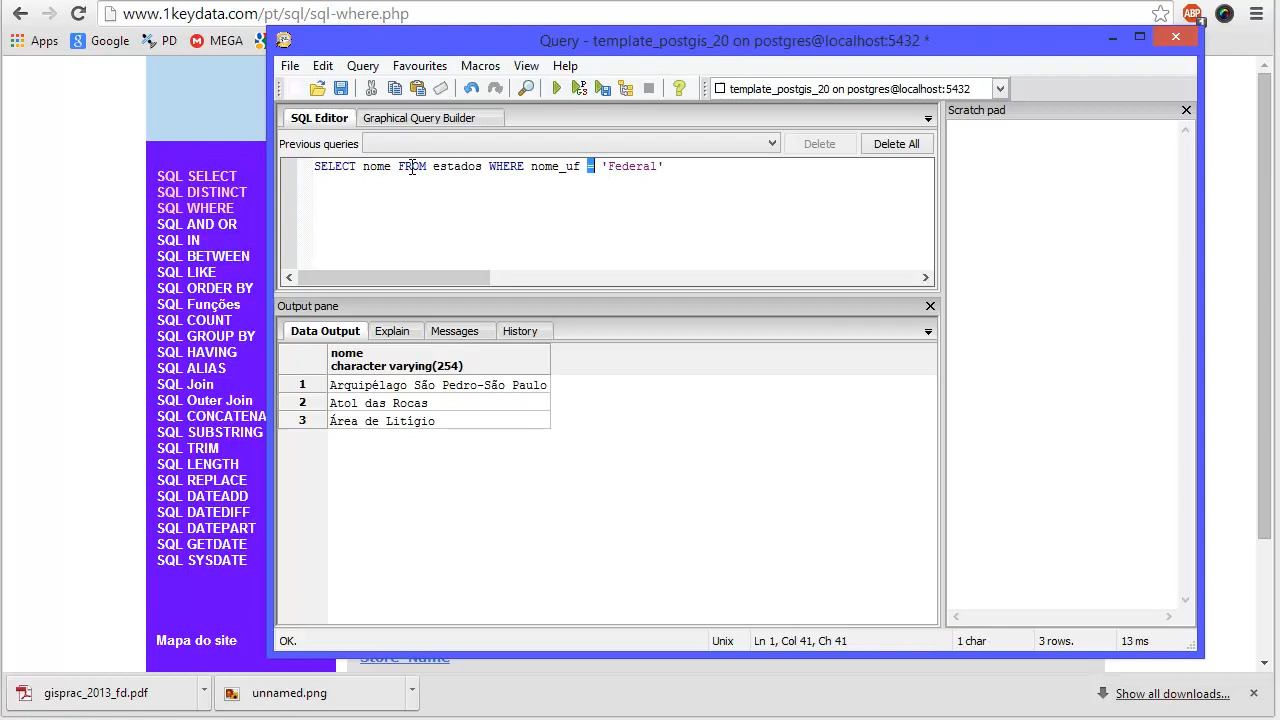 www.1keydata.com/pt/sql/sql-where.php
ABP
Apps Google PD MEGA
Query - template_postgis_20 on postgres@localhost:5432 *
File Edit Query Favourites Macros View Help
template_postgis_20 on postgres@localhost:5432
SQL Editor Graphical Query Builder
Scratch pad
Previous queries Delete Delete All
SELECT nome FROM estados WHERE nome_uf = 'Federal'
SQL SELECT
SQL DISTINCT
SQL WHERE
SQL AND OR
SQL IN
SQL BETWEEN
SQL LIKE
SQL ORDER BY
SQL Funções
SQL COUNT
SQL GROUP BY
SQL HAVING
SQL ALIAS
SQL Join
SQL Outer Join
SQL CONCATENA
SQL SUBSTRING
SQL TRIM
SQL LENGTH
SQL REPLACE
SQL DATEADD
SQL DATEDIFF
SQL DATEPART
SQL GETDATE
SQL SYSDATE
Mapa do site
Output pane
Data Output Explain Messages History
nome
character varying(254)
1 Arquipélago São Pedro-São Paulo
2 Atol das Rocas
3 Área de Litígio
OK. Unix Ln 1, Col 41, Ch 41 1 char 3 rows. 13 ms
Store_Name
gisprac_2013_fd.pdf unnamed.png Show all downloads...